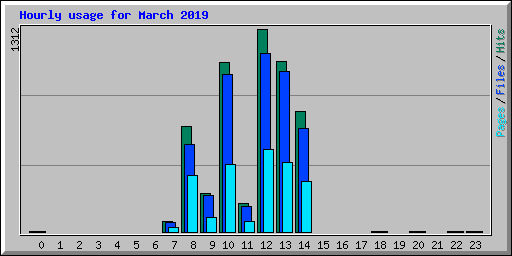 Hourly usage for March 2019
1312
Pages/Files/Hits
0 1 2 3 4 5 6 7 8 9 10 11 12 13 14 15 16 17 18 19 20 21 22 23